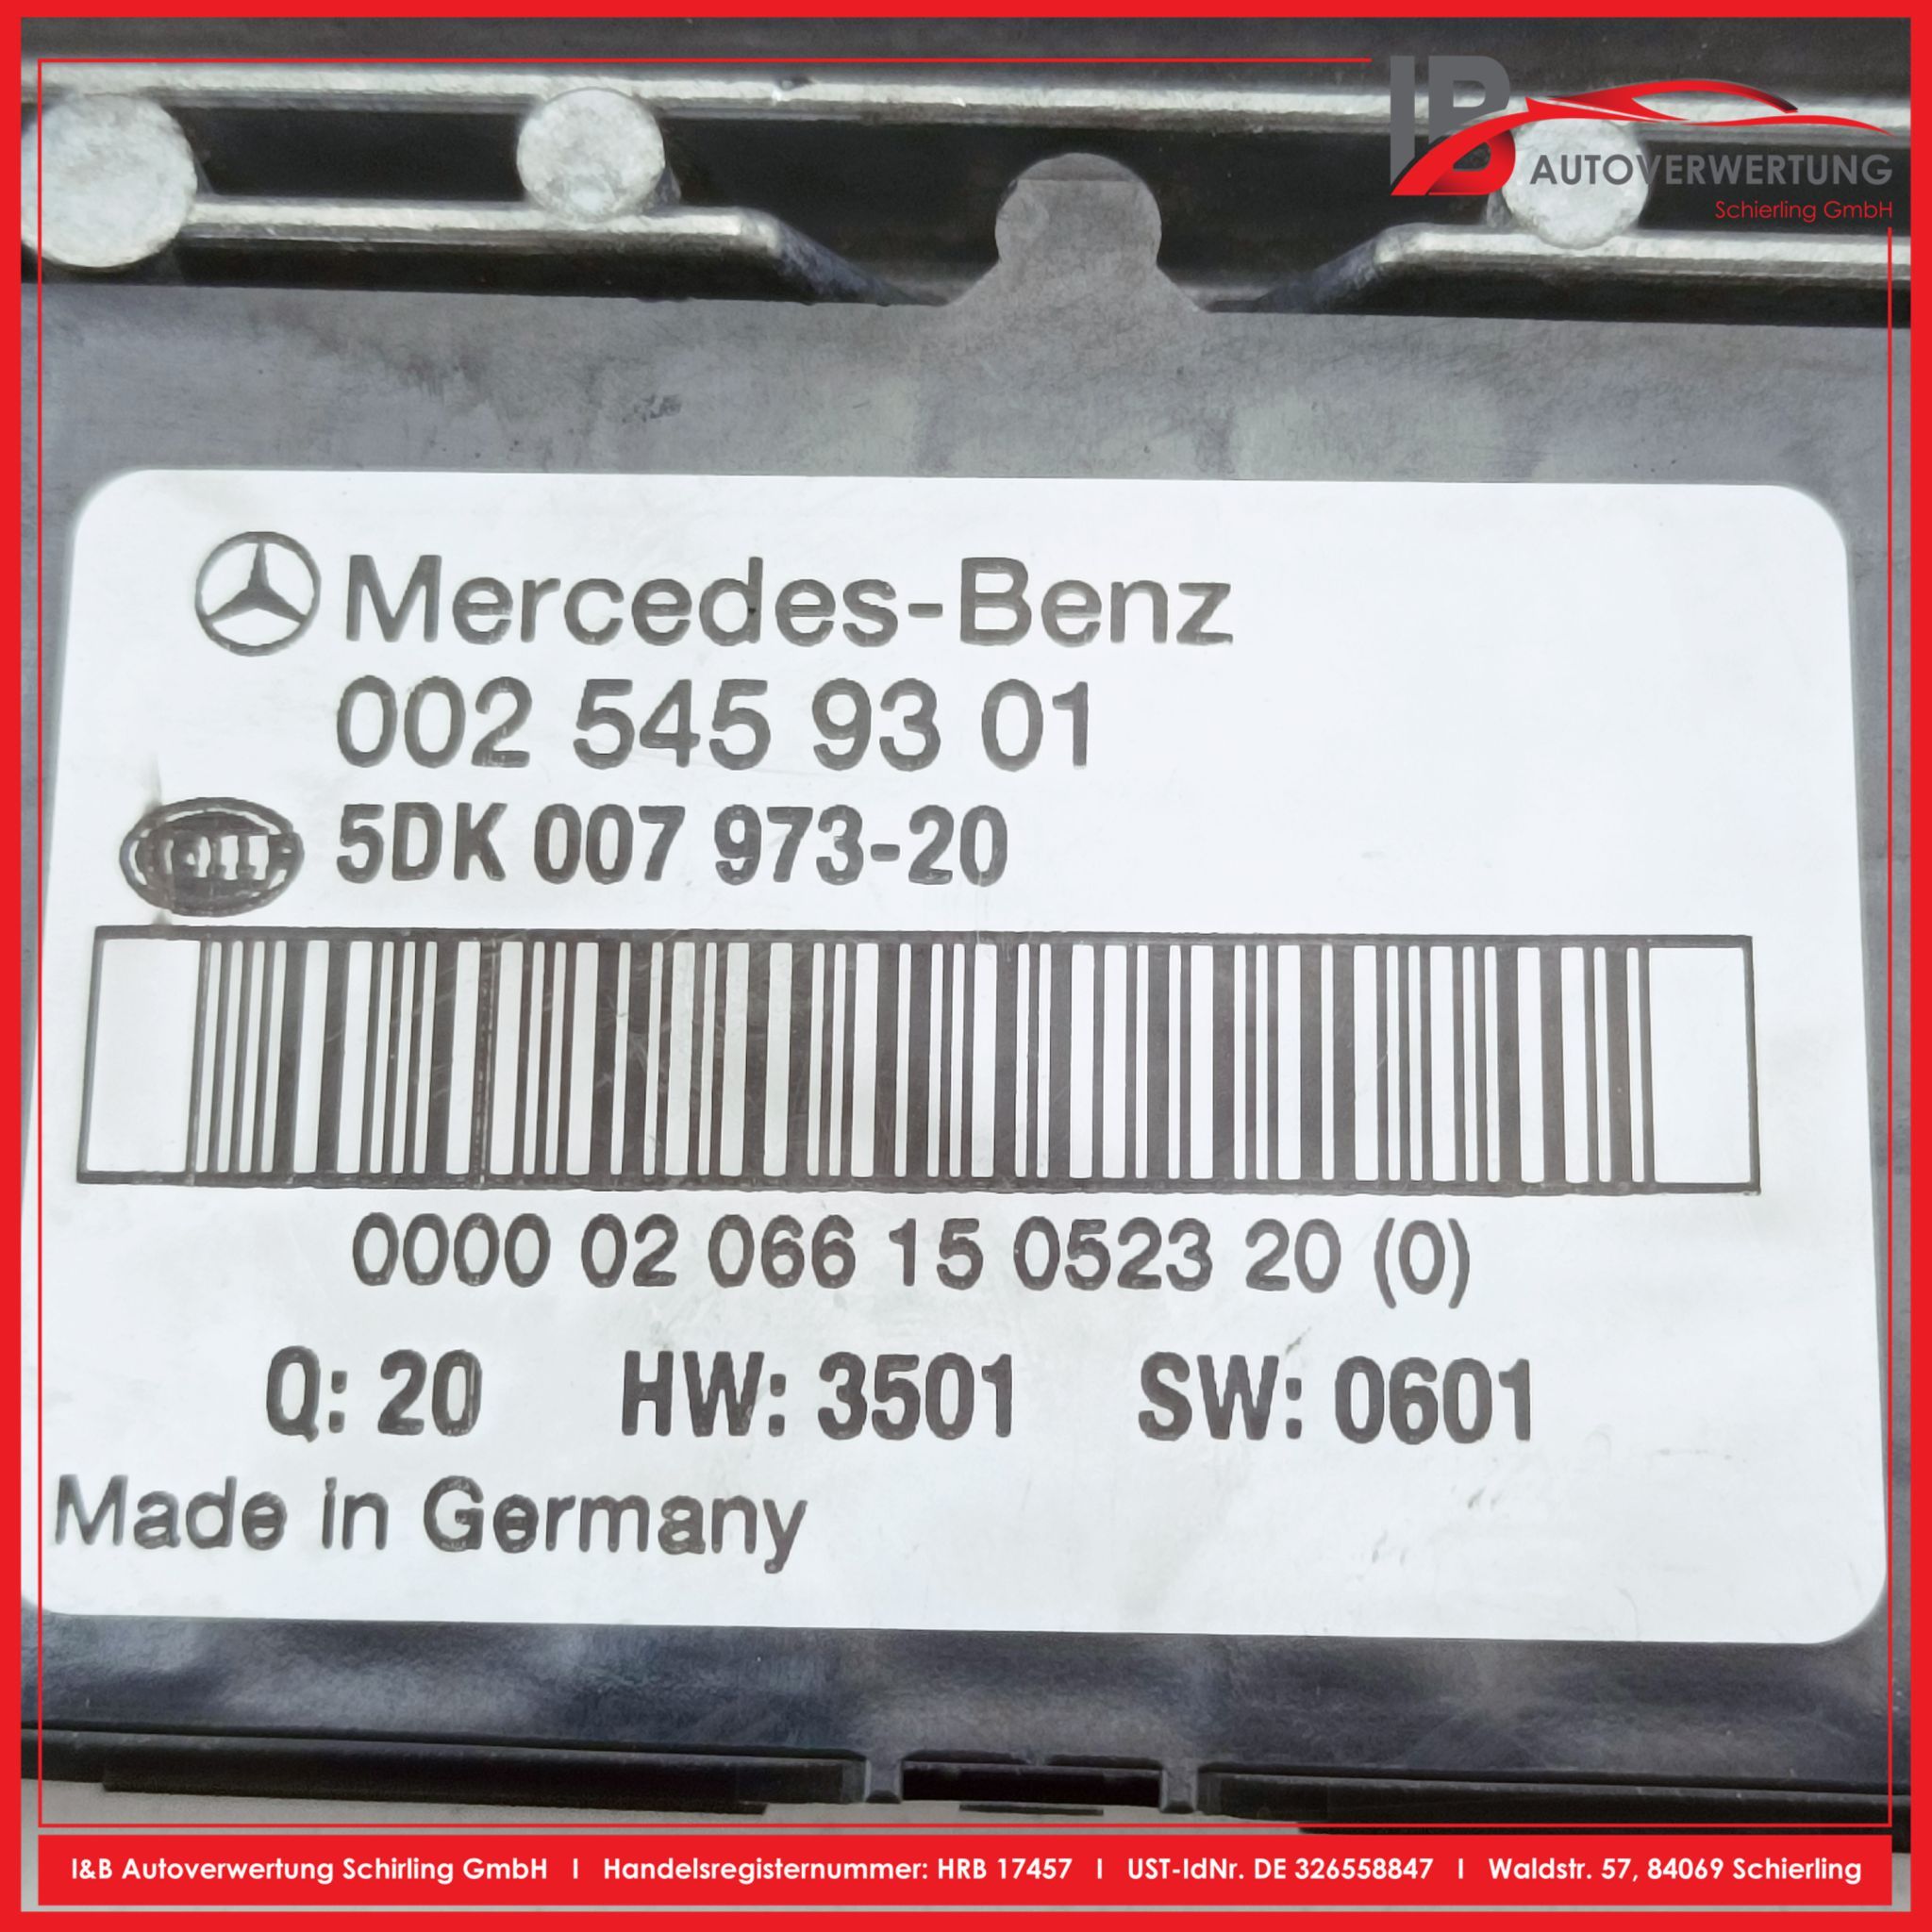 IB
AUTOVERWERTUNG
Schierling GmbH
Mercedes-Benz
002 545 93 01
5DK 007 973-20
0000 02 066 15 0523 20 (0)
Q: 20 HW: 3501 SW: 0601
Made in Germany
I&B Autoverwertung Schirling GmbH I Handelsregisternummer: HRB 17457 I UST-IdNr. DE 326558847 I Waldstr. 57, 84069 Schierling